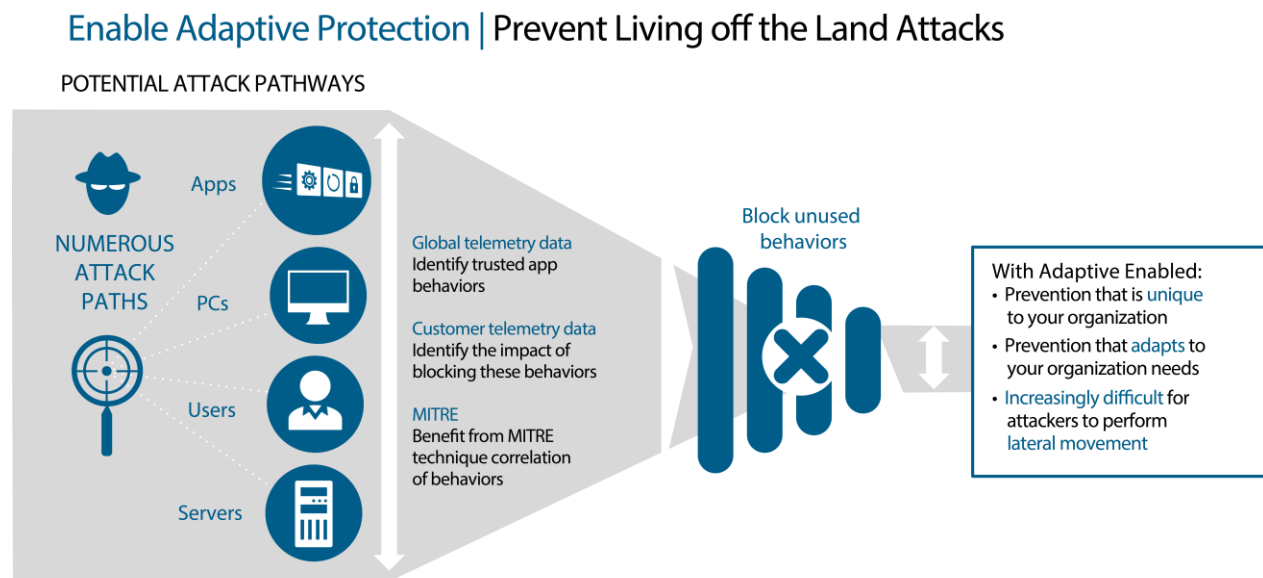 Enable Adaptive Protection | Prevent Living off the Land Attacks
POTENTIAL ATTACK PATHWAYS
NUMEROUS
ATTACK
PATHS
Apps
PCs
Users
Servers
Global telemetry data
Identify trusted app
behaviors
Customer telemetry data
Identify the impact of
blocking these behaviors
MITRE
Benefit from MITRE
technique correlation
of behaviors
Block unused
behaviors
With Adaptive Enabled:
• Prevention that is unique
to your organization
• Prevention that adapts to
your organization needs
• Increasingly difficult for
attackers to perform
lateral movement